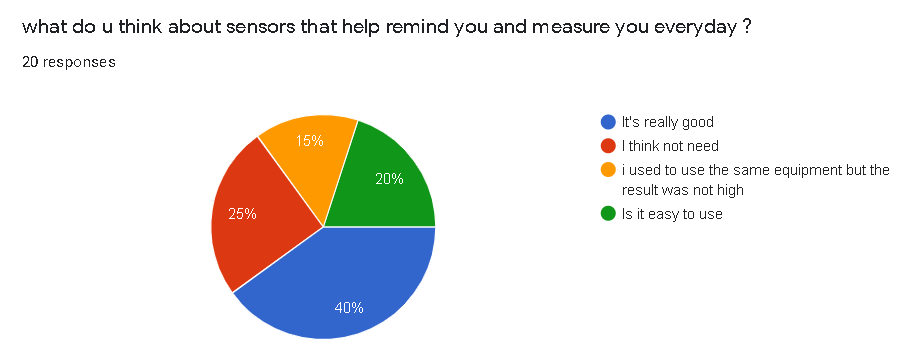 what do u think about sensors that help remind you and measure you everyday ?
20 responses
It's really good
I think not need
i used to use the same equipment but the
result was not high
Is it easy to use
15%
20%
25%
40%